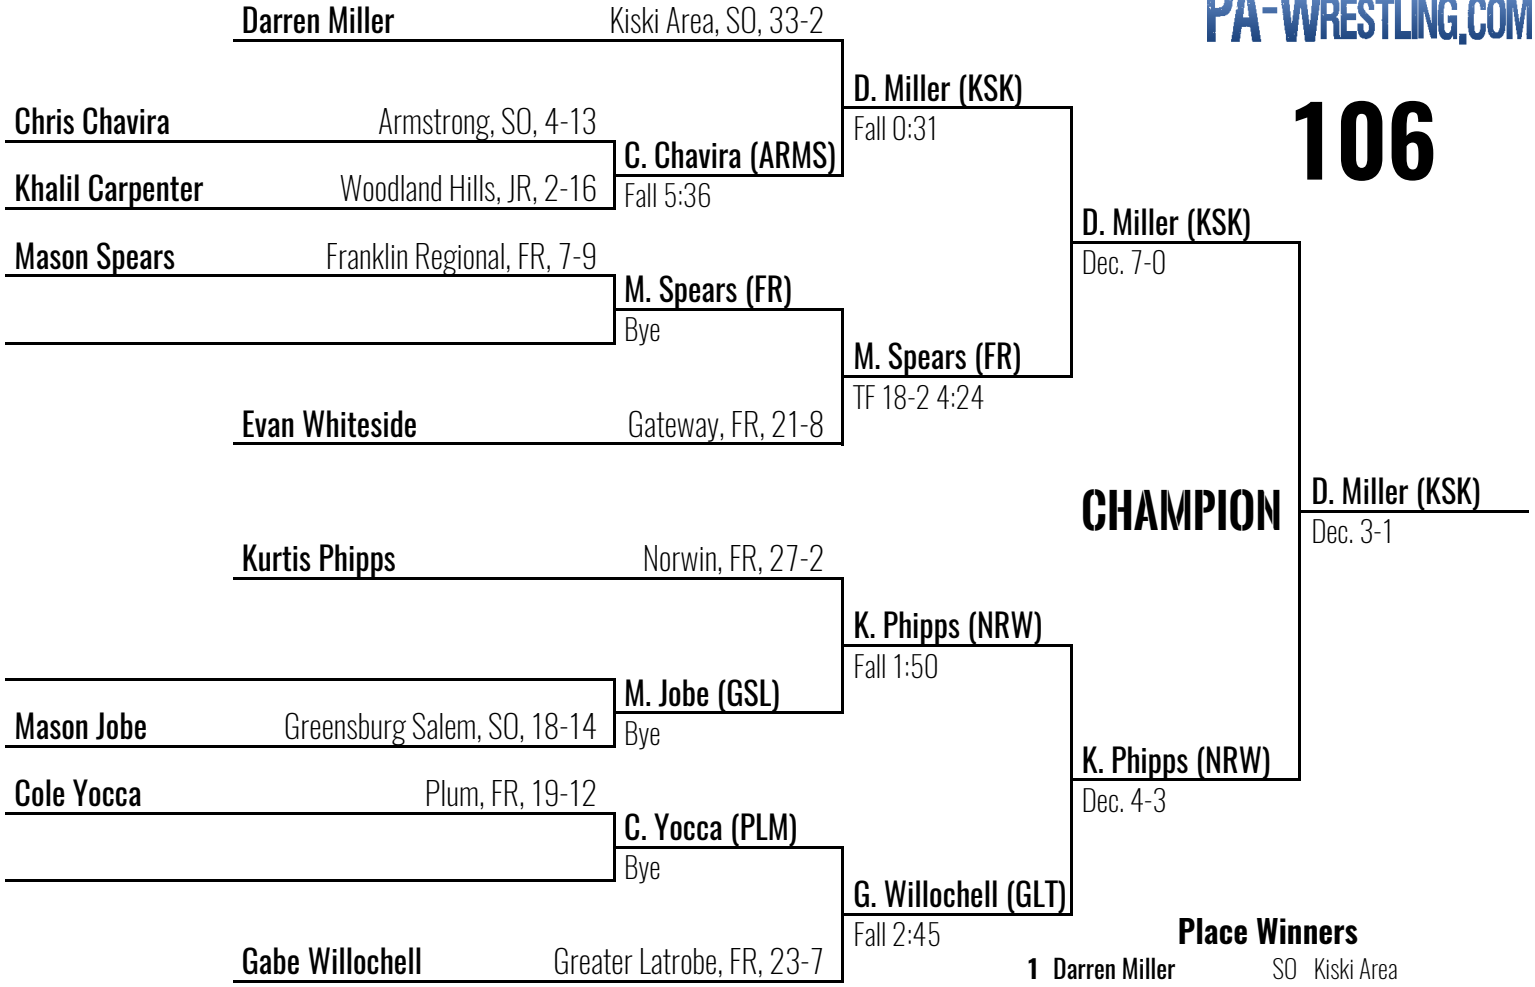 Darren Miller Kiski Area, SO, 33-2
PA-WRESTLING.COM
D. Miller (KSK)
Fall 0:31
106
Chris Chavira Armstrong, SO, 4-13
C. Chavira (ARMS)
Fall 5:36
Khalil Carpenter Woodland Hills, JR, 2-16
D. Miller (KSK)
Dec. 7-0
Mason Spears Franklin Regional, FR, 7-9
M. Spears (FR)
Bye
M. Spears (FR)
TF 18-2 4:24
Evan Whiteside Gateway, FR, 21-8
CHAMPION
D. Miller (KSK)
Dec. 3-1
Kurtis Phipps Norwin, FR, 27-2
K. Phipps (NRW)
Fall 1:50
M. Jobe (GSL)
Bye
Mason Jobe Greensburg Salem, SO, 18-14
K. Phipps (NRW)
Dec. 4-3
Cole Yocca Plum, FR, 19-12
C. Yocca (PLM)
Bye
G. Willochell (GLT)
Fall 2:45
Gabe Willochell Greater Latrobe, FR, 23-7
Place Winners
1 Darren Miller SO Kiski Area